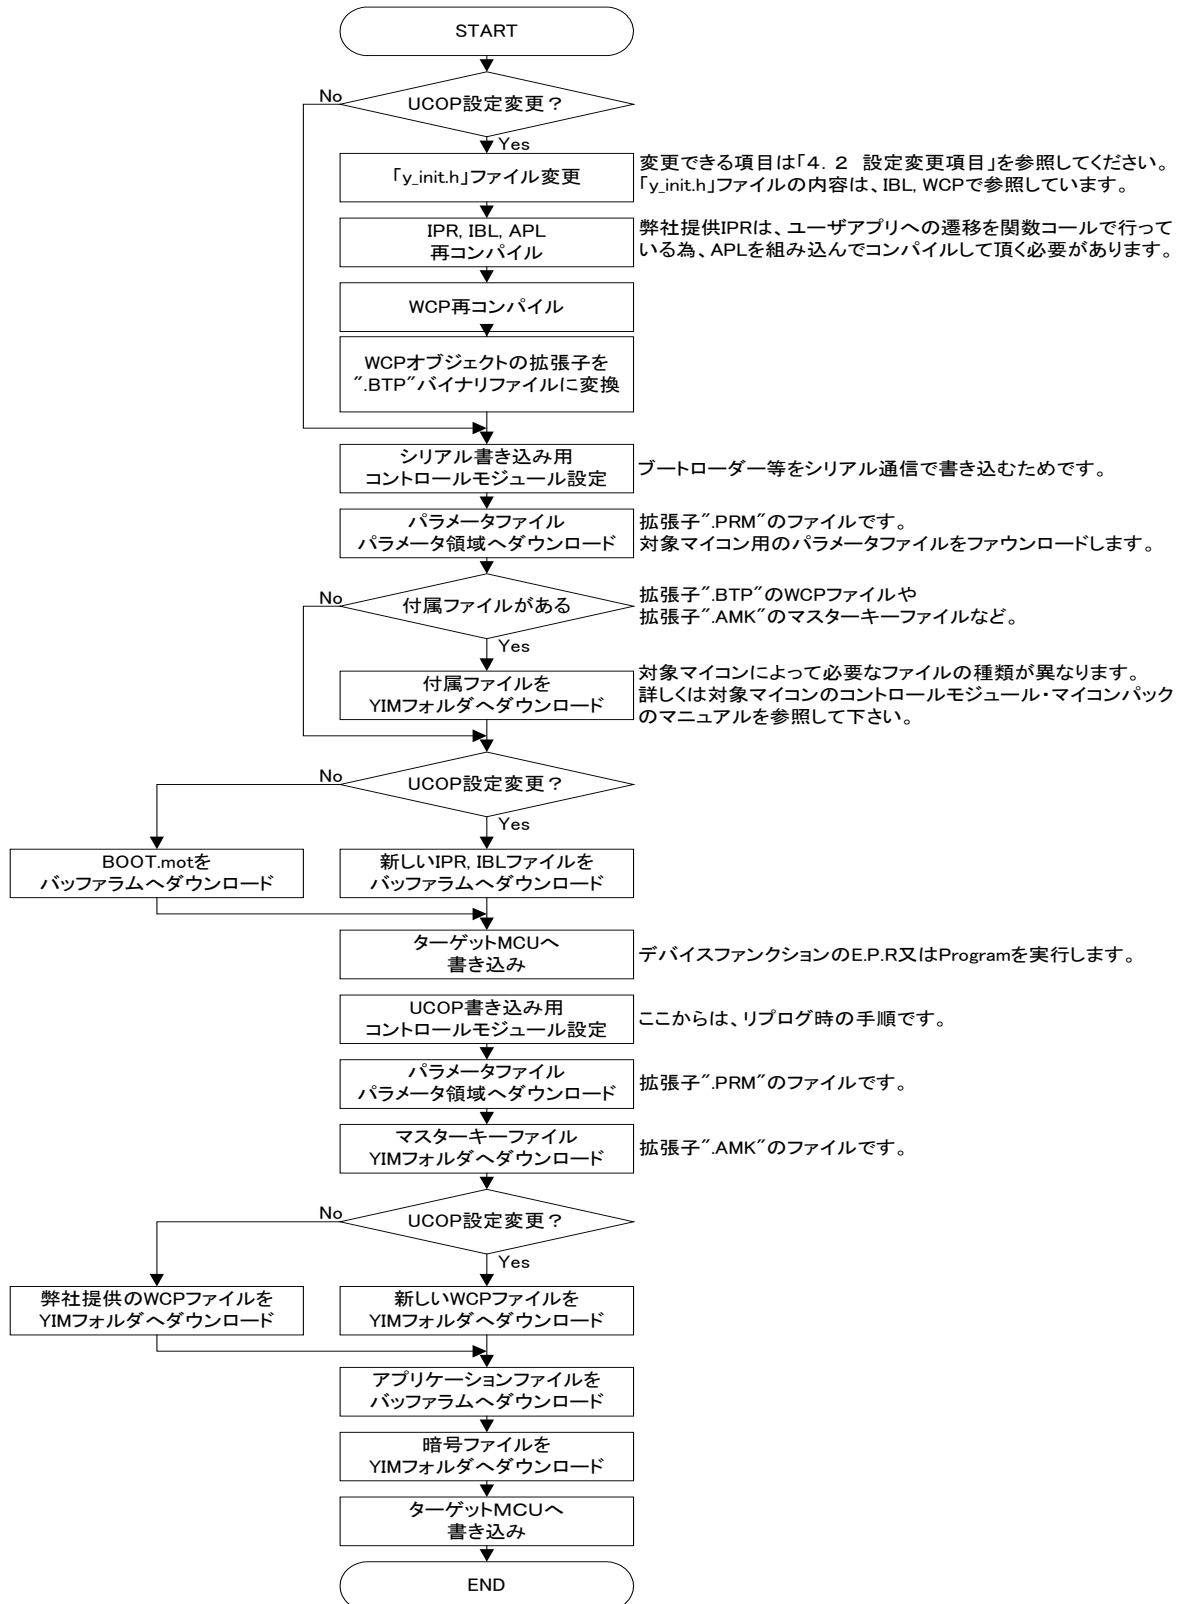 START
UCOP設定変更？
No
Yes
「y_init.h」ファイル変更
変更できる項目は「４．２　設定変更項目」を参照してください。
「y_init.h」ファイルの内容は、IBL, WCPで参照しています。
IPR, IBL, APL
再コンパイル
弊社提供IPRは、ユーザアプリへの遷移を関数コールで行って
いる為、APLを組み込んでコンパイルして頂く必要があります。
WCP再コンパイル
WCPオブジェクトの拡張子を
".BTP"バイナリファイルに変換
シリアル書き込み用
コントロールモジュール設定
ブートローダー等をシリアル通信で書き込むためです。
パラメータファイル
パラメータ領域へダウンロード
拡張子".PRM"のファイルです。
対象マイコン用のパラメータファイルをファウンロードします。
付属ファイルがある
No
Yes
拡張子".BTP"のWCPファイルや
拡張子".AMK"のマスターキーファイルなど。
付属ファイルを
YIMフォルダへダウンロード
対象マイコンによって必要なファイルの種類が異なります。
詳しくは対象マイコンのコントロールモジュール・マイコンパック
のマニュアルを参照して下さい。
UCOP設定変更？
No
Yes
BOOT.motを
バッファラムへダウンロード
新しいIPR, IBLファイルを
バッファラムへダウンロード
ターゲットMCUへ
書き込み
デバイスファンクションのE.P.R又はProgramを実行します。
UCOP書き込み用
コントロールモジュール設定
ここからは、リプログ時の手順です。
パラメータファイル
パラメータ領域へダウンロード
拡張子".PRM"のファイルです。
マスターキーファイル
YIMフォルダへダウンロード
拡張子".AMK"のファイルです。
UCOP設定変更？
No
Yes
弊社提供のWCPファイルを
YIMフォルダへダウンロード
新しいWCPファイルを
YIMフォルダへダウンロード
アプリケーションファイルを
バッファラムへダウンロード
暗号ファイルを
YIMフォルダへダウンロード
ターゲットＭＣＵへ
書き込み
END